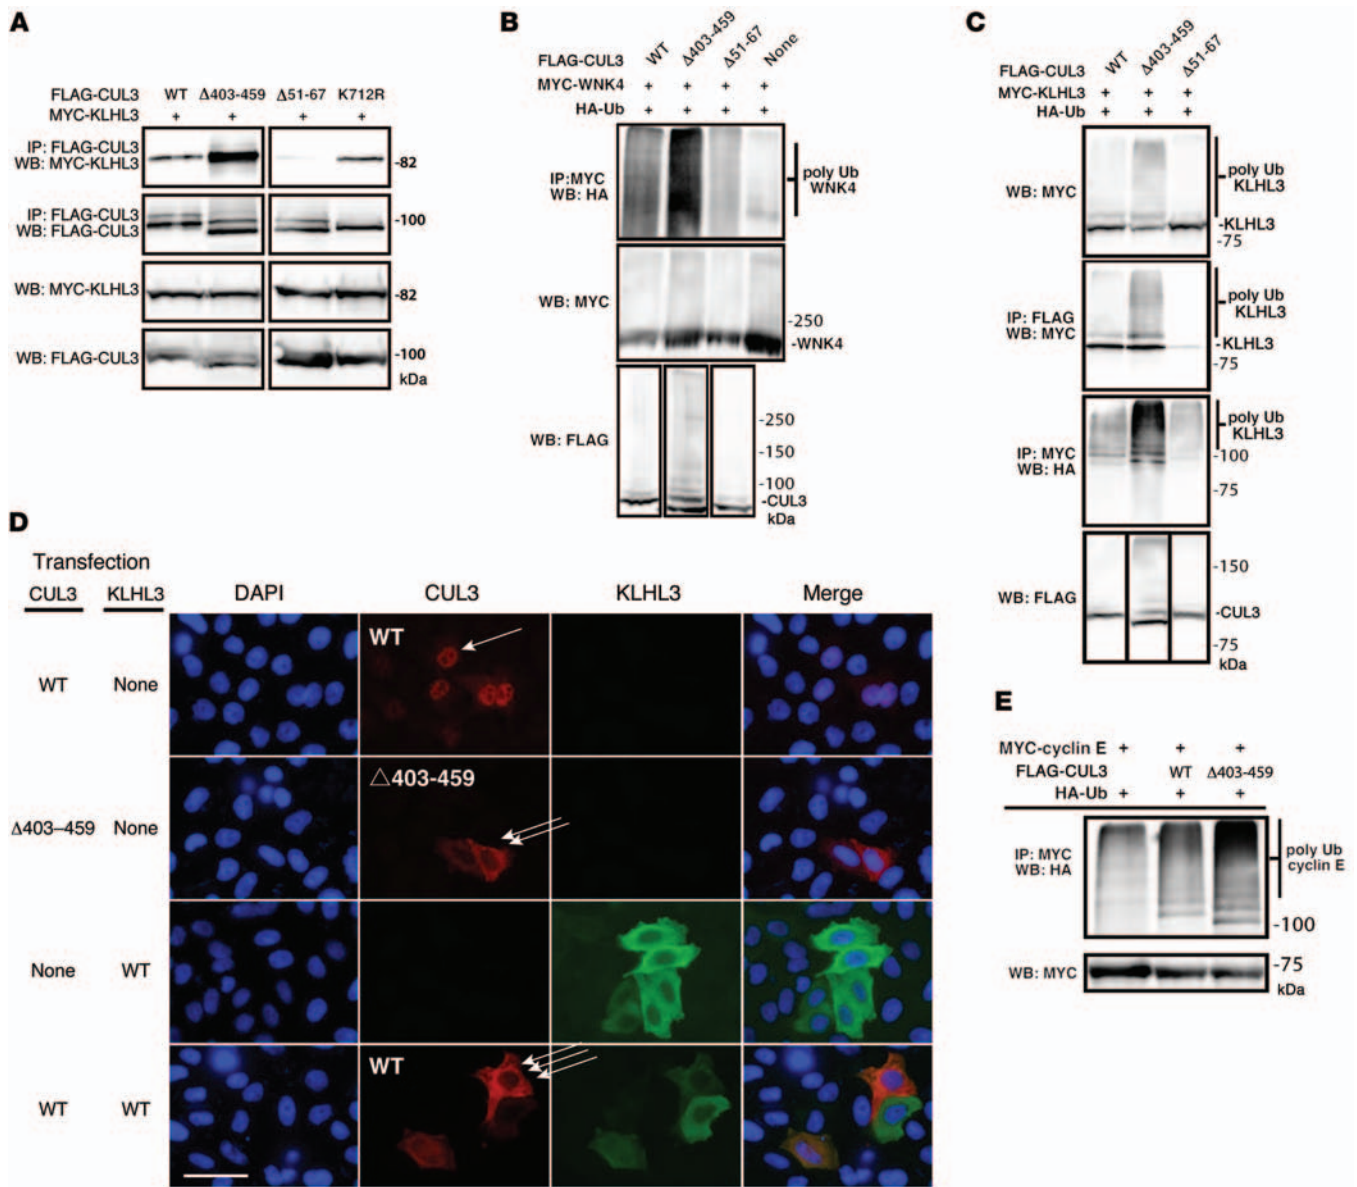 A
FLAG-CUL3 WT Δ403-459 Δ51-67 K712R
MYC-KLHL3 + + + +
IP: FLAG-CUL3
WB: MYC-KLHL3
-82
IP: FLAG-CUL3
WB: FLAG-CUL3
-100
WB: MYC-KLHL3
-82
WB: FLAG-CUL3
-100
kDa
B
FLAG-CUL3 WT Δ403-459 Δ51-67 None
MYC-WNK4 + + + +
HA-Ub + + + +
IP:MYC
WB: HA
poly Ub
WNK4
WB: MYC
-250
-WNK4
WB: FLAG
-250
-150
-100
-CUL3
kDa
C
FLAG-CUL3 WT Δ403-459 Δ51-67
MYC-KLHL3 + + +
HA-Ub + + +
WB: MYC
poly Ub
KLHL3
-KLHL3
-75
IP: FLAG
WB: MYC
poly Ub
KLHL3
-KLHL3
-75
IP: MYC
WB: HA
poly Ub
KLHL3
-100
-75
WB: FLAG
-150
-CUL3
-75
kDa
D
Transfection
CUL3 KLHL3 DAPI CUL3 KLHL3 Merge
WT None WT
Δ403–459 None △403-459
None WT
WT WT WT
E
MYC-cyclin E + + +
FLAG-CUL3 WT Δ403-459
HA-Ub + + +
IP: MYC
WB: HA
poly Ub
cyclin E
-100
WB: MYC
-75
kDa